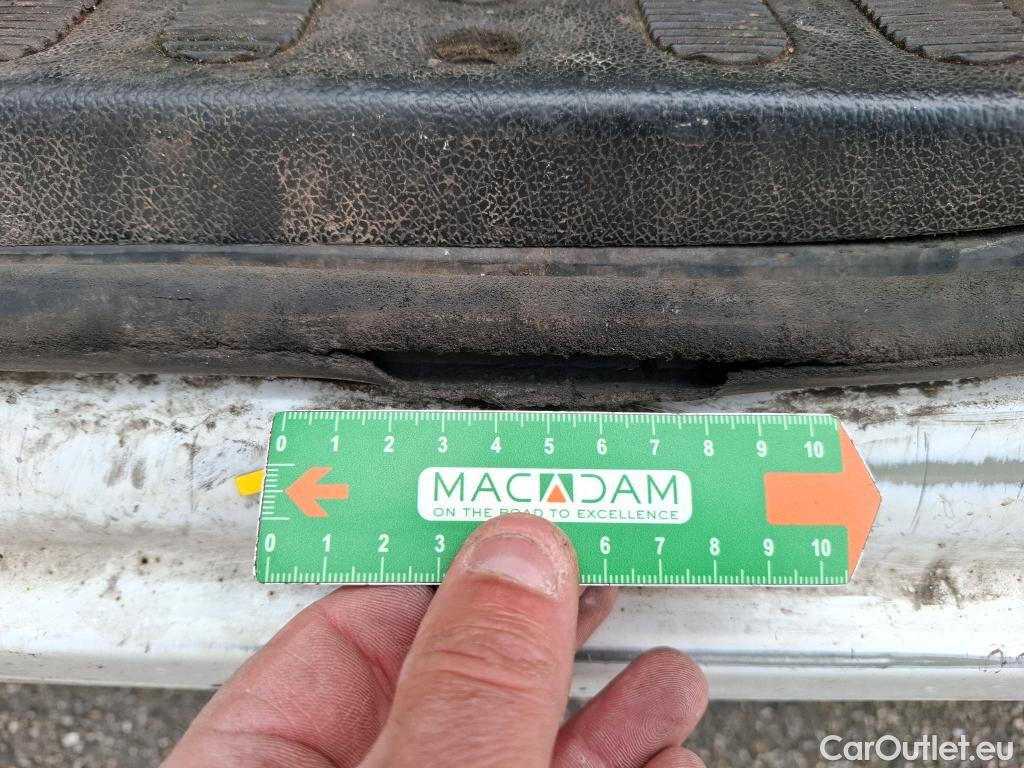 0 1 2 3 4 5 6 7 8 9 10
MACADAM
ON THE ROAD TO EXCELLENCE
0 1 2 3 6 7 8 9 10
CarOutlet.eu